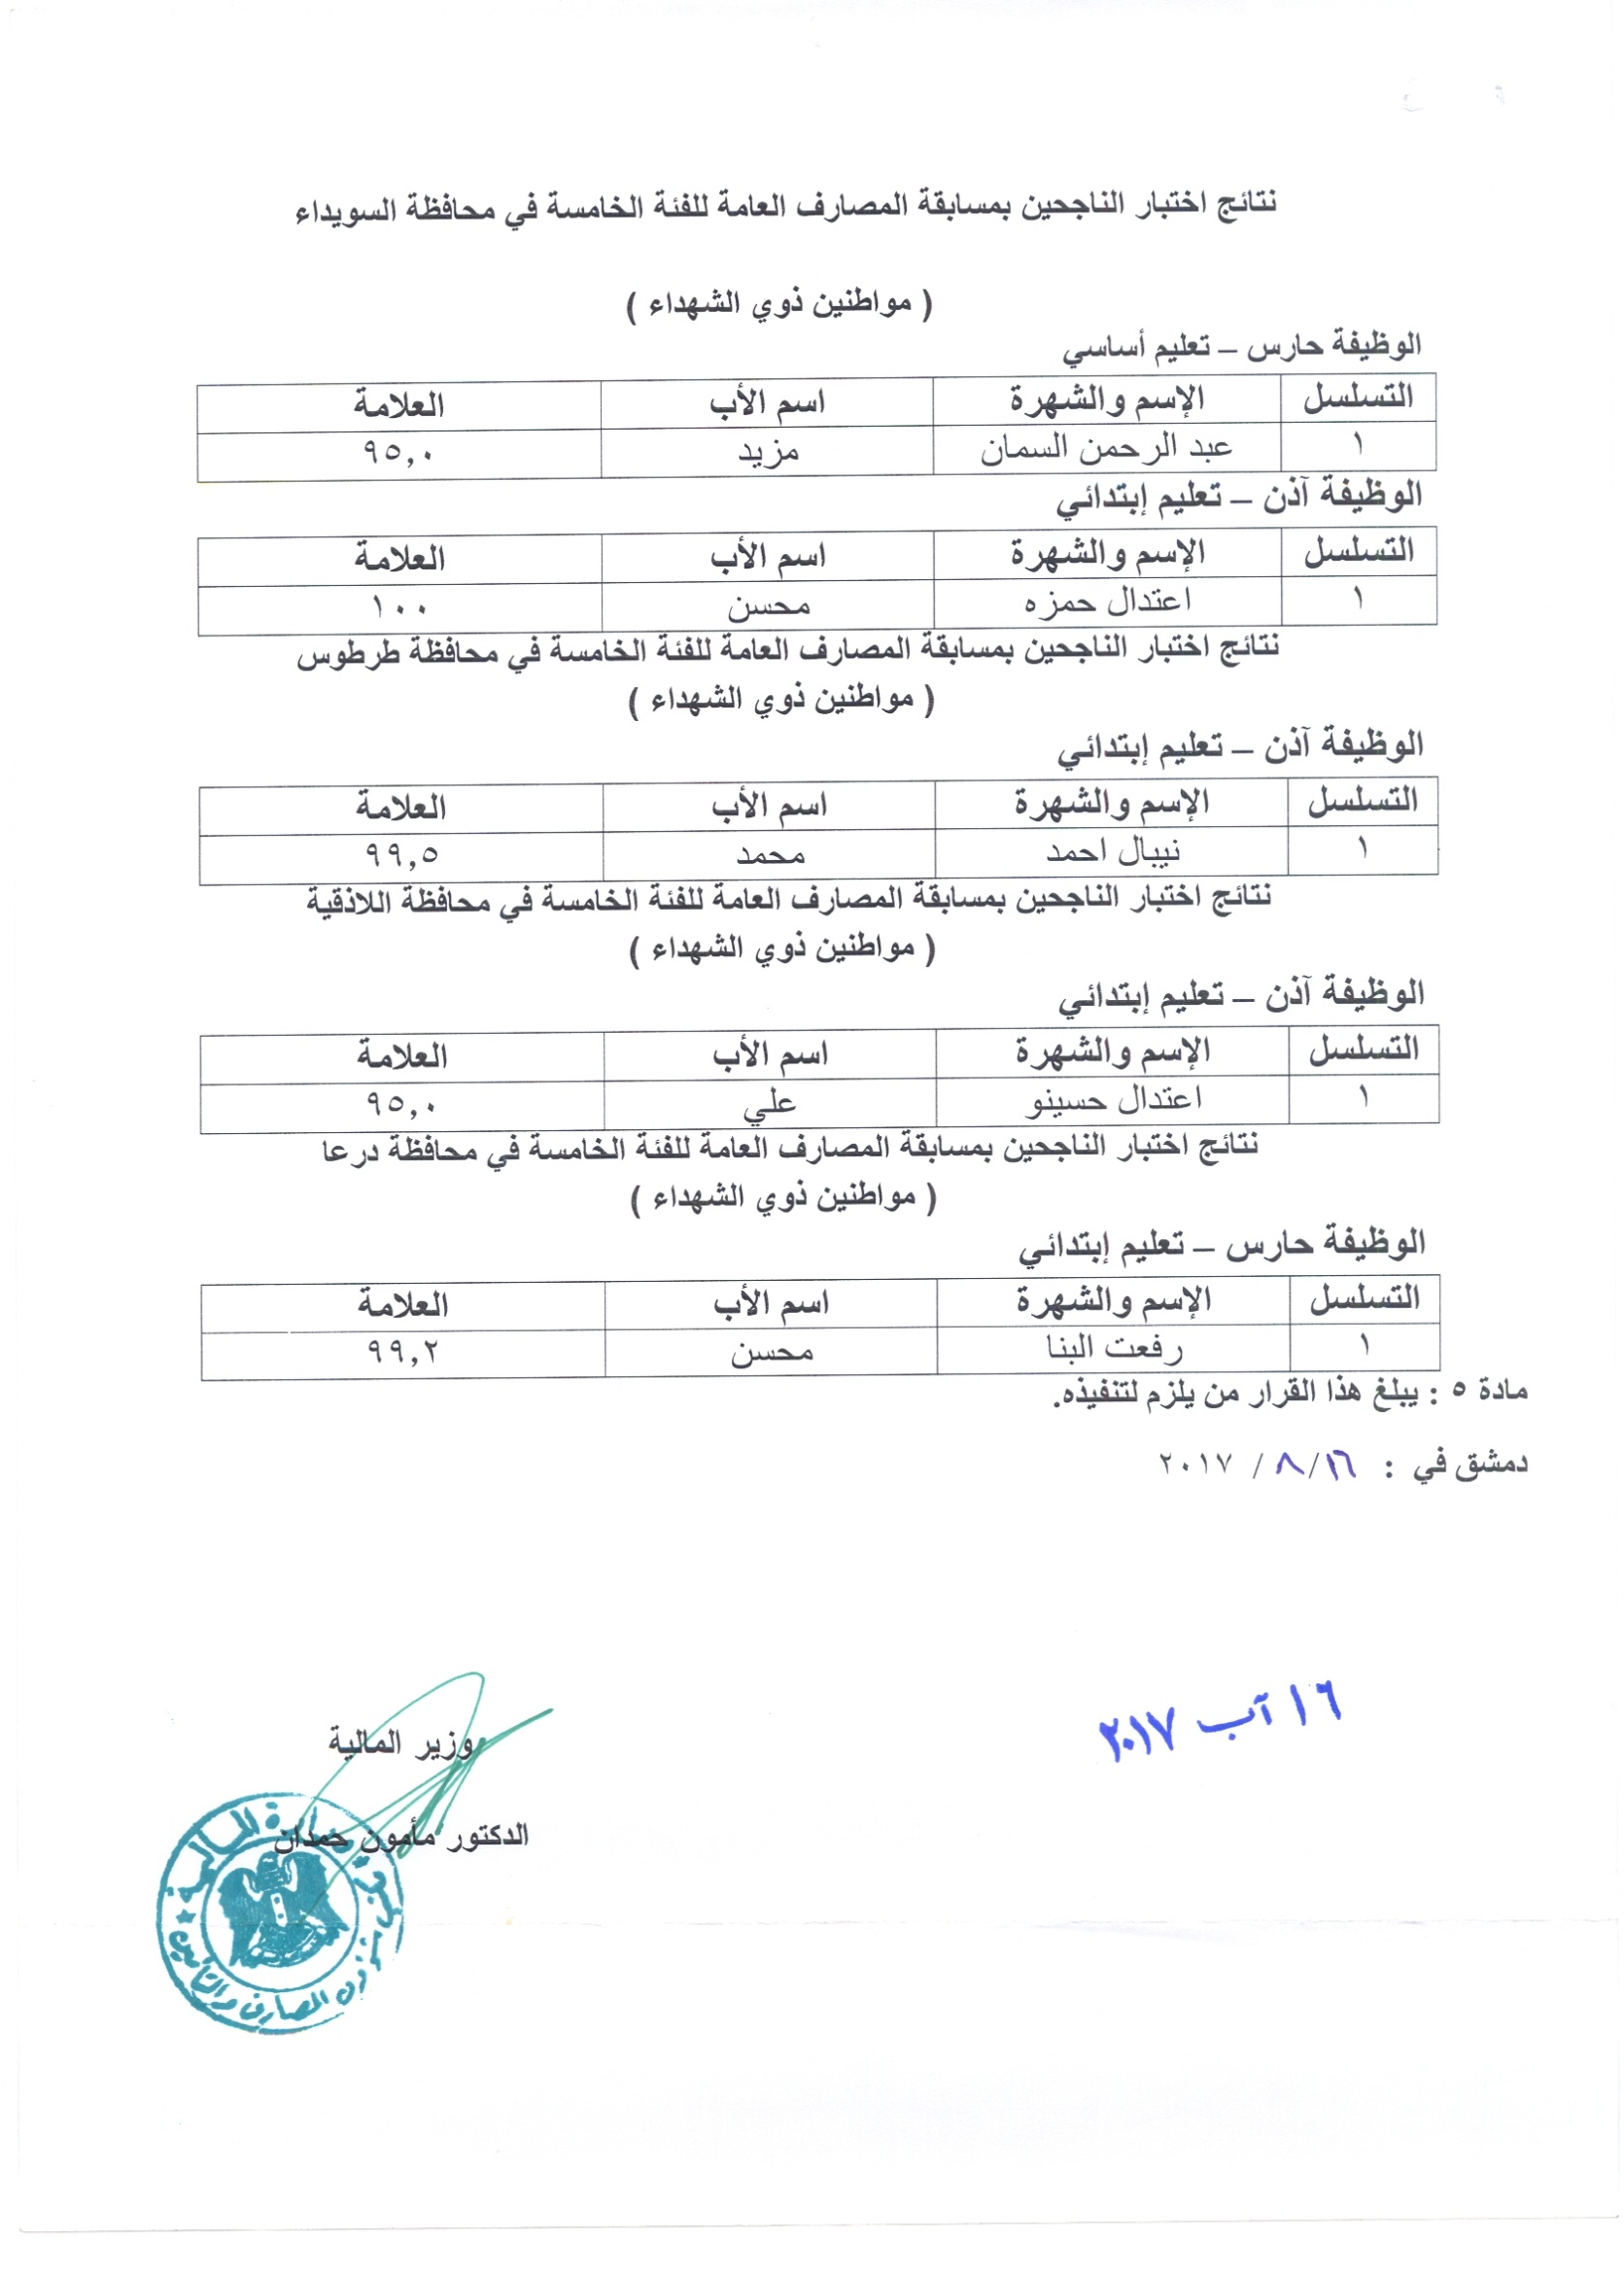 نتائج اختبار الناجحين بمسابقة المصارف العامة للفئة الخامسة في محافظة السويداء
( مواطنين ذوي الشهداء )
الوظيفة حارس – تعليم أساسي
التسلسل الإسم والشهرة اسم الأب العلامة
١ عبد الرحمن السمان مزيد ٩٥,٠
الوظيفة آذن – تعليم إبتدائي
التسلسل الإسم والشهرة اسم الأب العلامة
١ اعتدال حمزه محسن ١٠٠
نتائج اختبار الناجحين بمسابقة المصارف العامة للفئة الخامسة في محافظة طرطوس
( مواطنين ذوي الشهداء )
الوظيفة آذن – تعليم إبتدائي
التسلسل الإسم والشهرة اسم الأب العلامة
١ نيبال احمد محمد ٩٩,٥
نتائج اختبار الناجحين بمسابقة المصارف العامة للفئة الخامسة في محافظة اللاذقية
( مواطنين ذوي الشهداء )
الوظيفة آذن – تعليم إبتدائي
التسلسل الإسم والشهرة اسم الأب العلامة
١ اعتدال حسينو علي ٩٥,٠
نتائج اختبار الناجحين بمسابقة المصارف العامة للفئة الخامسة في محافظة درعا
( مواطنين ذوي الشهداء )
الوظيفة حارس – تعليم إبتدائي
التسلسل الإسم والشهرة اسم الأب العلامة
١ رفعت البنا محسن ٩٩,٢
مادة ٥ : يبلغ هذا القرار من يلزم لتنفيذه.
دمشق في : ١٦/ ٨/ ٢٠١٧
١٦ آب ٢٠١٧
وزير المالية
الدكتور مأمون حمدان
وزارة المالية
المصارف والتأمين